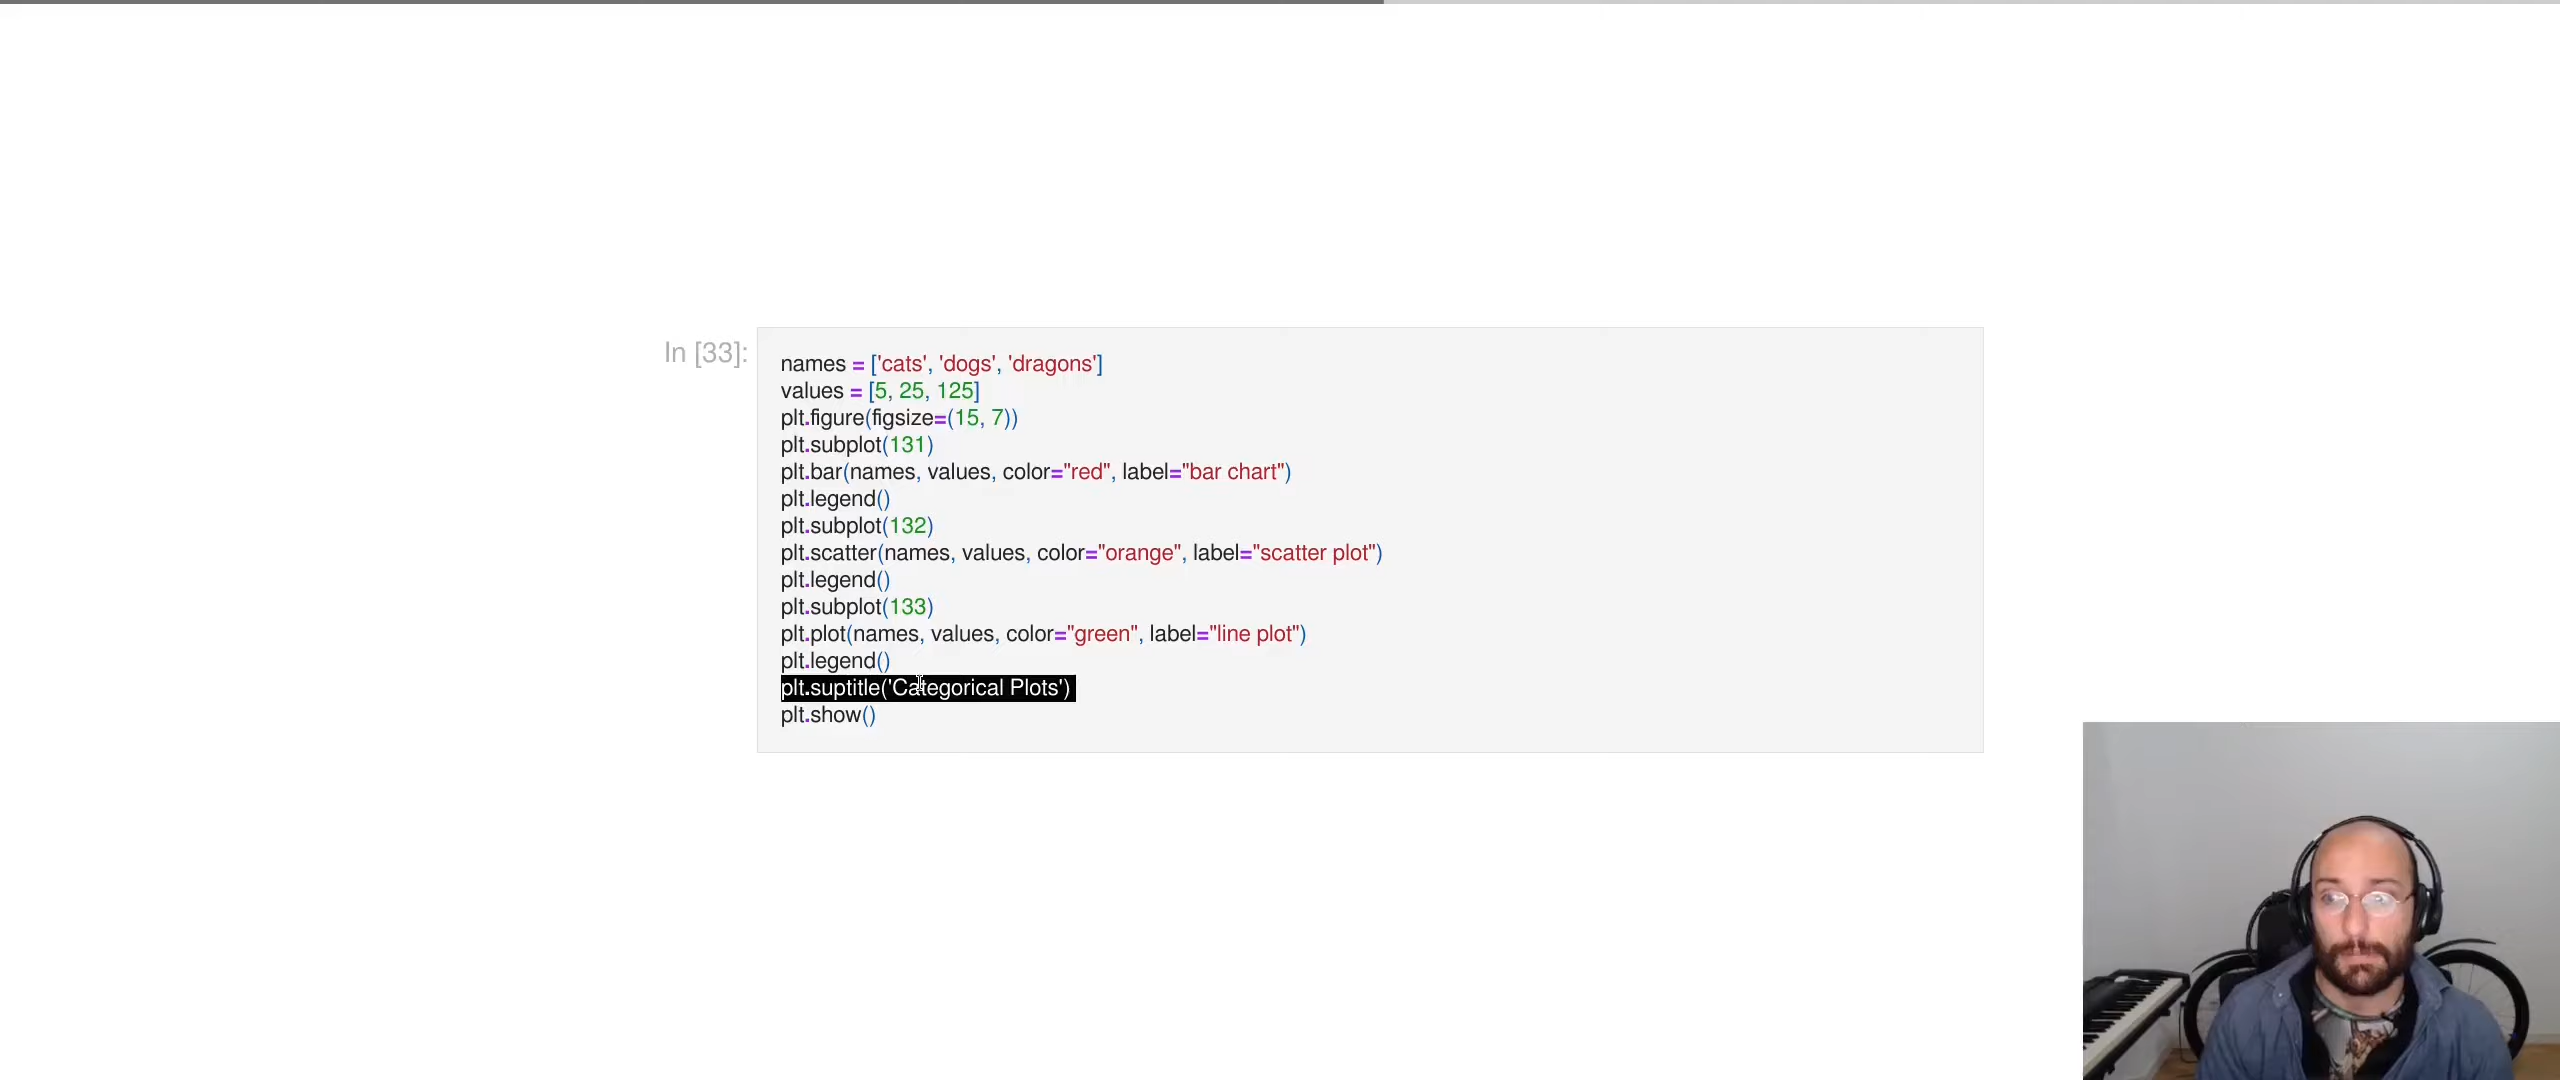 In [33]:
names = ['cats', 'dogs', 'dragons']
values = [5, 25, 125]
plt.figure(figsize=(15, 7))
plt.subplot(131)
plt.bar(names, values, color="red", label="bar chart")
plt.legend()
plt.subplot(132)
plt.scatter(names, values, color="orange", label="scatter plot")
plt.legend()
plt.subplot(133)
plt.plot(names, values, color="green", label="line plot")
plt.legend()
plt.suptitle('Categorical Plots')
plt.show()